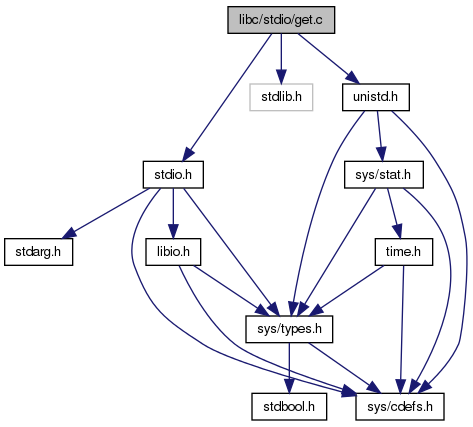 libc/stdio/get.c
stdlib.h
unistd.h
stdio.h
sys/stat.h
stdarg.h
libio.h
time.h
sys/types.h
stdbool.h
sys/cdefs.h